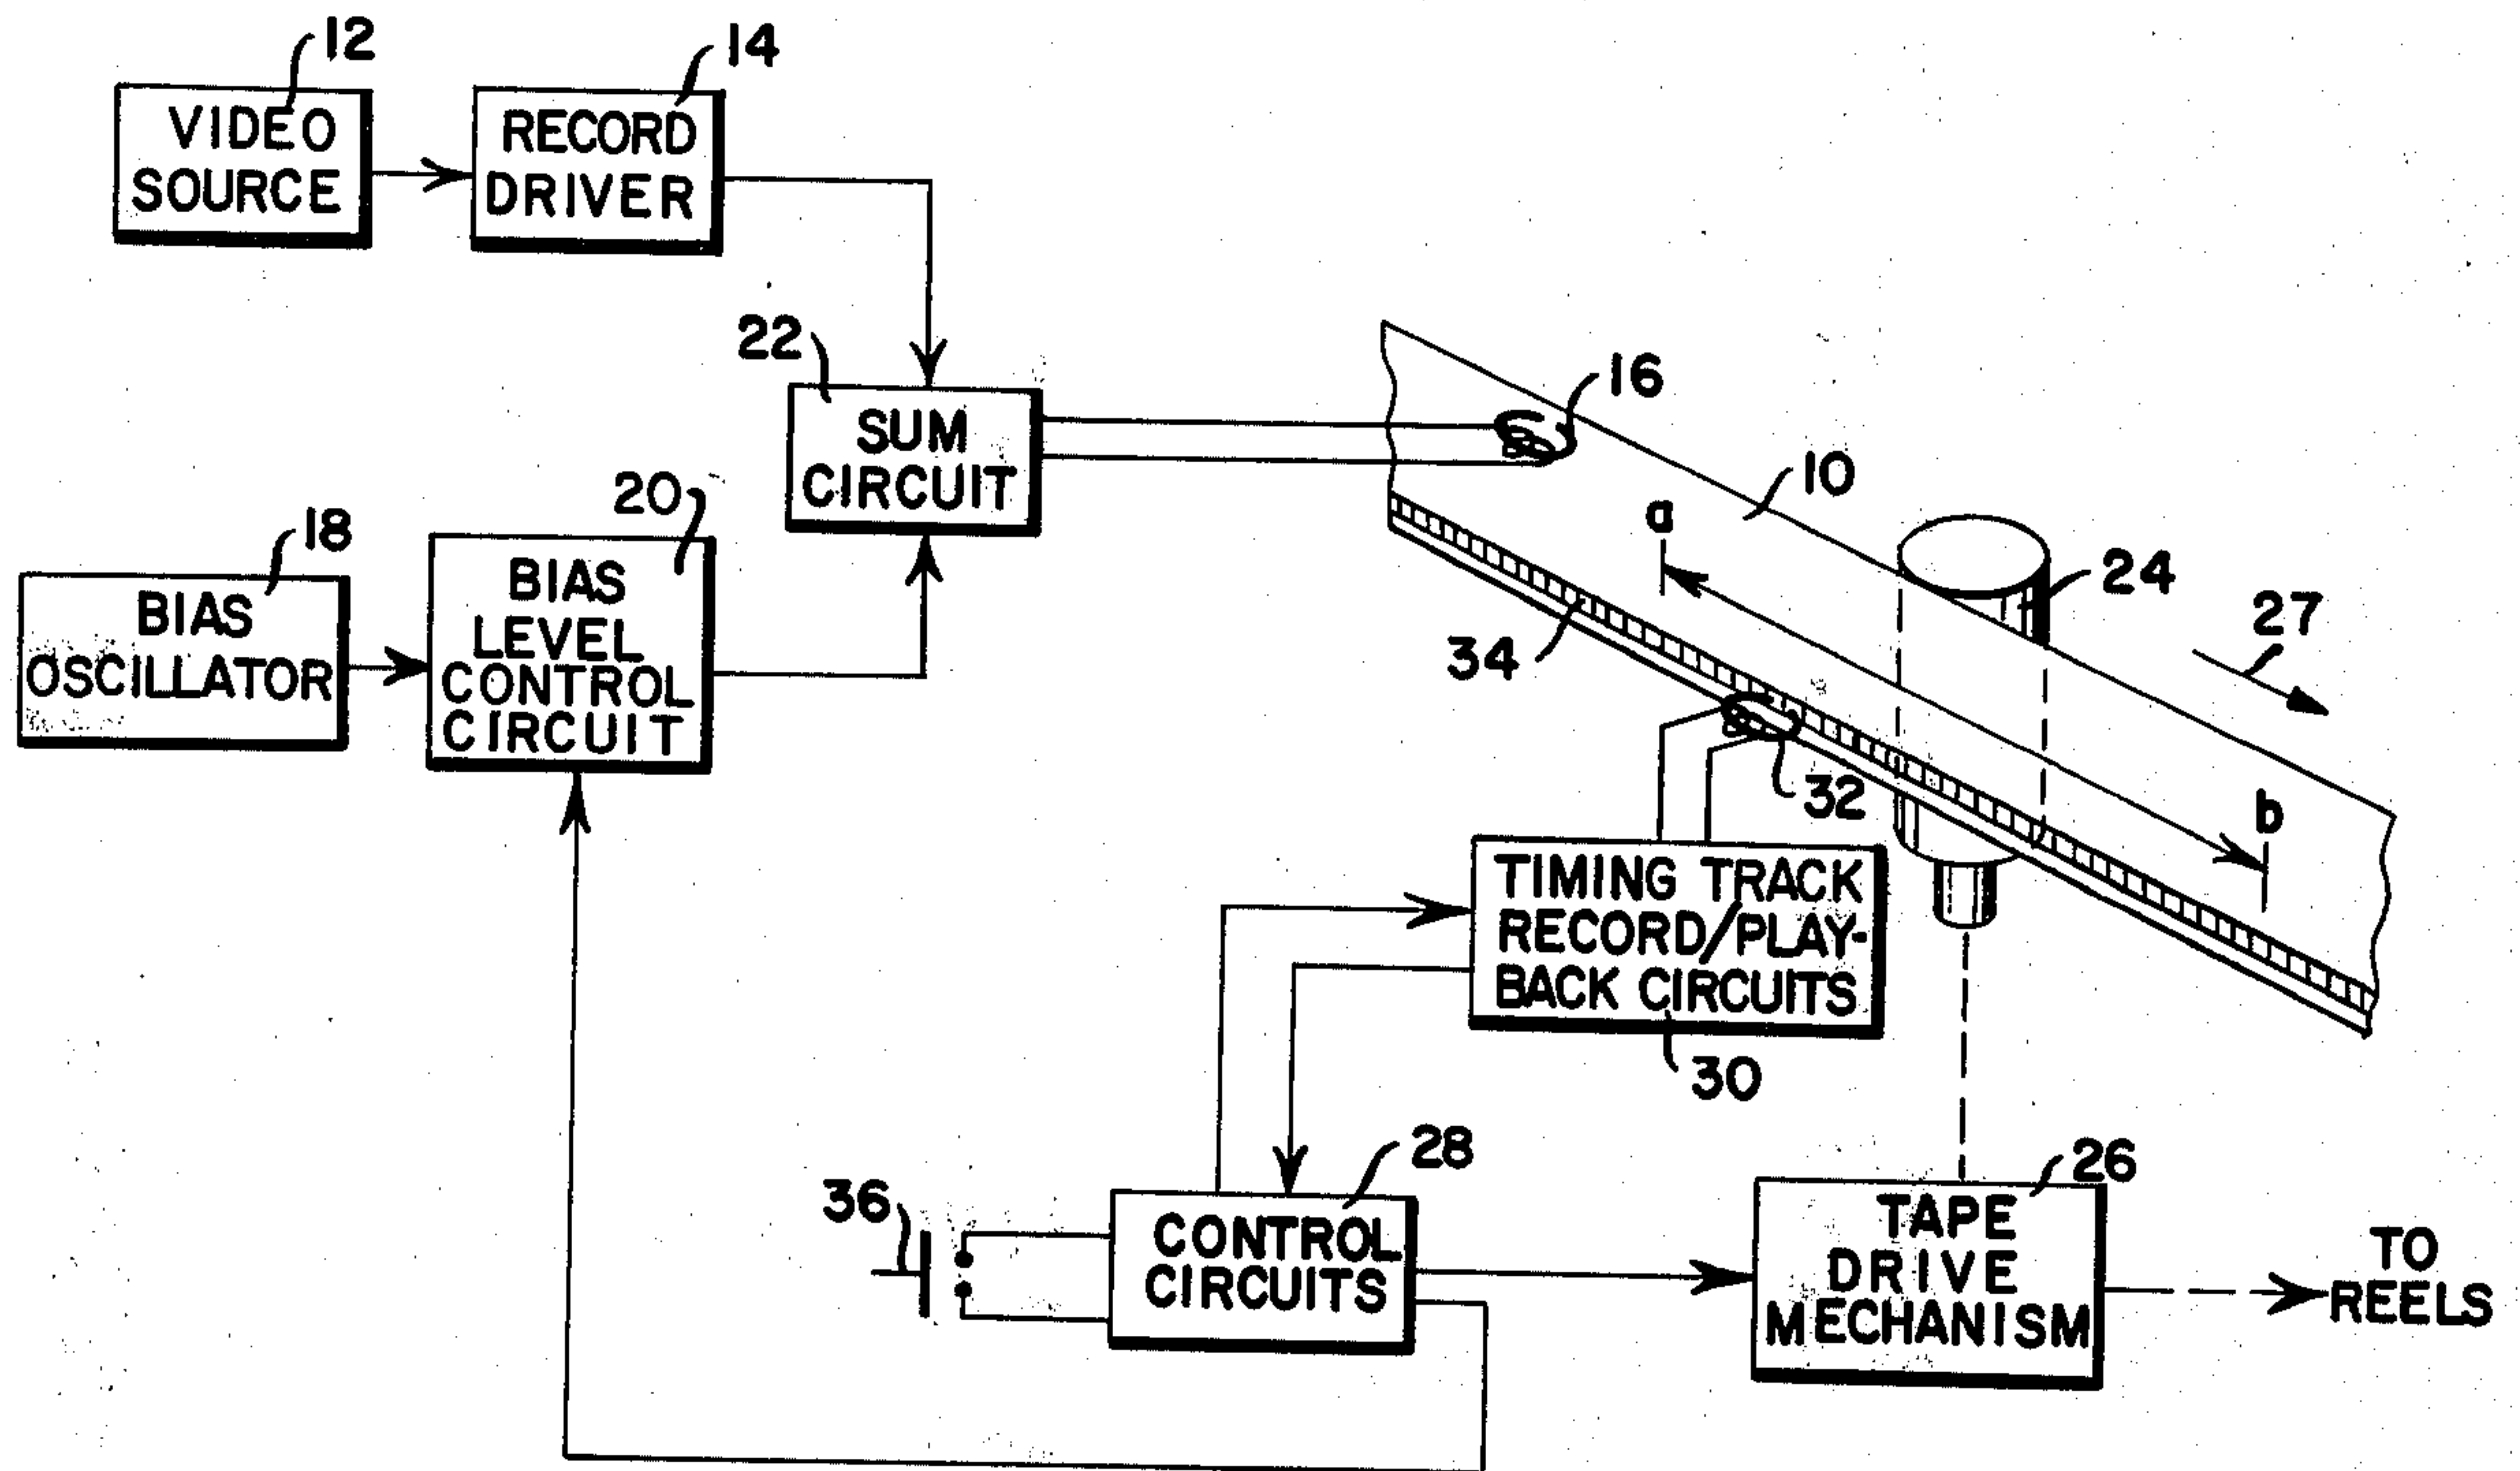 12
14
VIDEO
SOURCE
RECORD
DRIVER
22
16
SUM
CIRCUIT
10
20
a
18
24
27
BIAS
OSCILLATOR
BIAS
LEVEL
CONTROL
CIRCUIT
34
32
b
TIMING TRACK
RECORD/PLAY-
BACK CIRCUITS
30
28
26
36
CONTROL
CIRCUITS
TAPE
DRIVE
MECHANISM
TO
REELS